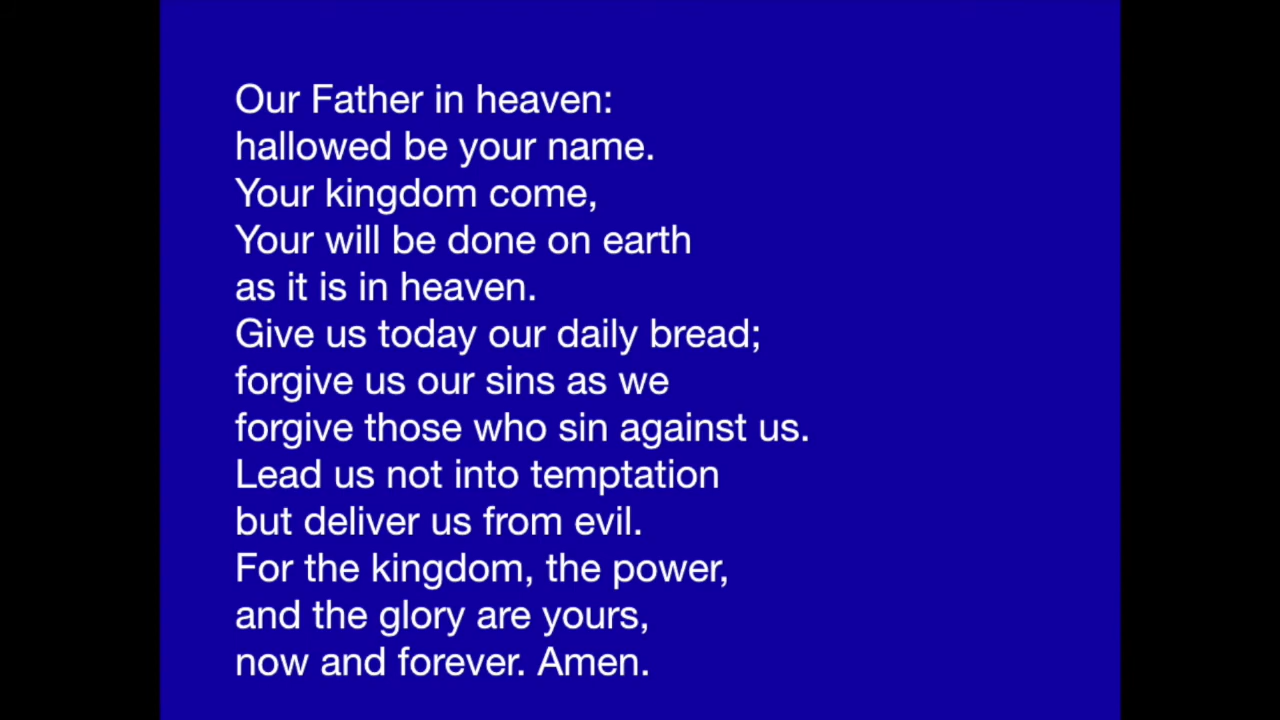 Our Father in heaven:
hallowed be your name.
Your kingdom come,
Your will be done on earth
as it is in heaven.
Give us today our daily bread;
forgive us our sins as we
forgive those who sin against us.
Lead us not into temptation
but deliver us from evil.
For the kingdom, the power,
and the glory are yours,
now and forever. Amen.